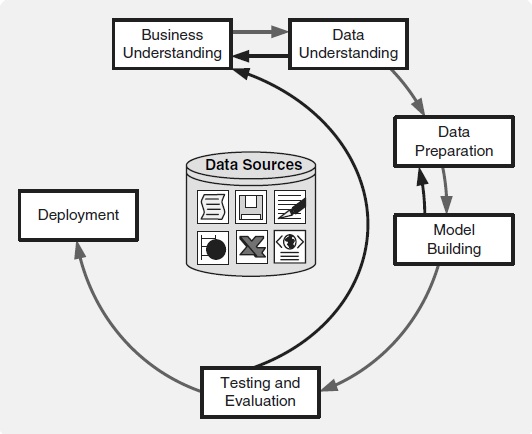 Business
Understanding
Data
Understanding
Data
Preparation
Data Sources
Deployment
Model
Building
Testing and
Evaluation